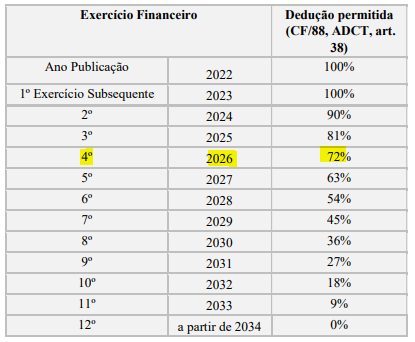 Exercício Financeiro
Dedução permitida
(CF/88, ADCT, art.
38)
Ano Publicação 2022 100%
1º Exercício Subsequente 2023 100%
2º 2024 90%
3º 2025 81%
4º 2026 72%
5º 2027 63%
6º 2028 54%
7º 2029 45%
8º 2030 36%
9º 2031 27%
10º 2032 18%
11º 2033 9%
12º a partir de 2034 0%